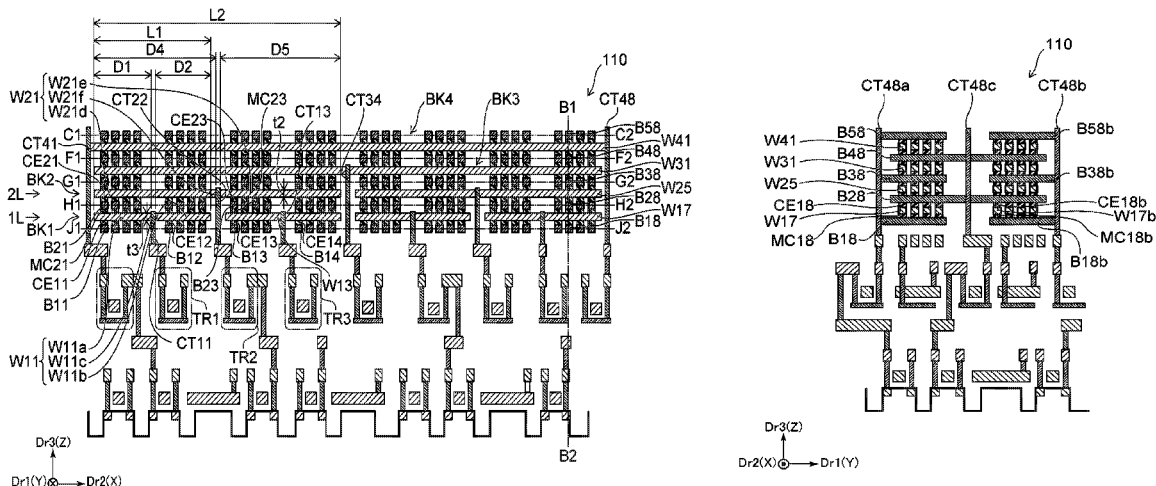 L2
L1
D4 D5
D1 D2
W21 { W21e W21f W21d
CT22
CE23
MC23
t2
CT13
CT34
BK4
BK3
110
B1
CT48
C1 C2
B58
W41
CT41
F1 F2
B48
W31
CE21
B38
BK2 G1 G2
W25
2L
B28
H1 H2
W17
1L
BK1 J1 J2
B18
B21
MC21
CE11
B11
t3
CE12
B12
CE13
B13
CE14
B14
B23
W13
TR1
TR3
CT11
TR2
W11 { W11a W11c W11b
B2
Dr3(Z)
Dr1(Y) Dr2(X)
110
CT48a CT48c CT48b
B58 B58b
W41
B48
W31
B38 B38b
W25
B28
CE18 CE18b
W17 W17b
MC18 MC18b
B18 B18b
Dr3(Z)
Dr2(X) Dr1(Y)